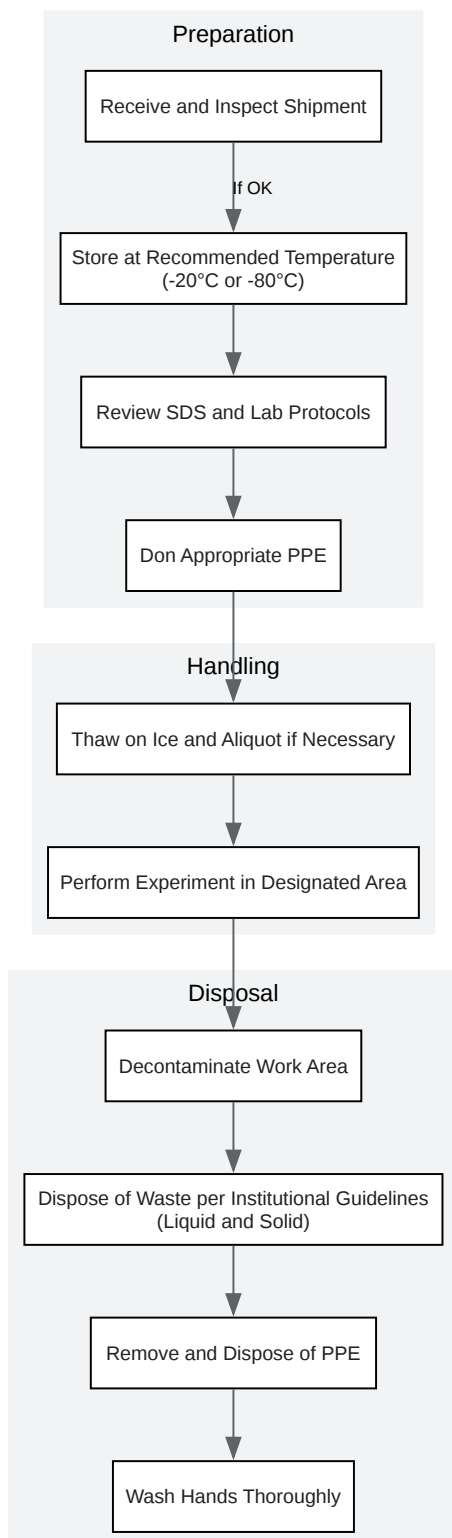 Preparation
Receive and Inspect Shipment
If OK
Store at Recommended Temperature
(-20°C or -80°C)
Review SDS and Lab Protocols
Don Appropriate PPE
Handling
Thaw on Ice and Aliquot if Necessary
Perform Experiment in Designated Area
Disposal
Decontaminate Work Area
Dispose of Waste per Institutional Guidelines
(Liquid and Solid)
Remove and Dispose of PPE
Wash Hands Thoroughly